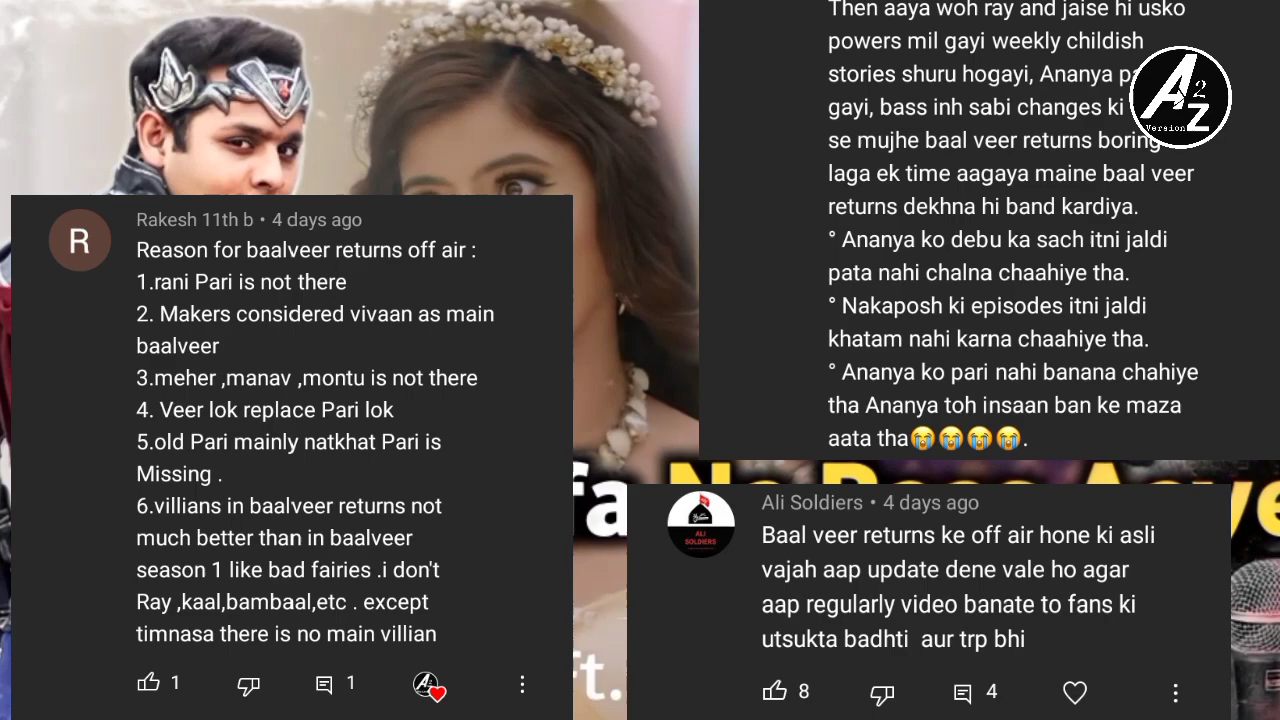 Rakesh 11th b • 4 days ago
R
Reason for baalveer returns off air :
1.rani Pari is not there
2. Makers considered vivaan as main
baalveer
3.meher ,manav ,montu is not there
4. Veer lok replace Pari lok
5.old Pari mainly natkhat Pari is
Missing .
6.villians in baalveer returns not
much better than in baalveer
season 1 like bad fairies .i don't
Ray ,kaal,bambaal,etc . except
timnasa there is no main villian
1
1
Then aaya woh ray and jaise hi usko
powers mil gayi weekly childish
stories shuru hogayi, Ananya
gayi, bass inh sabi changes ki
se mujhe baal veer returns boring
laga ek time aagaya maine baal veer
returns dekhna hi band kardiya.
° Ananya ko debu ka sach itni jaldi
pata nahi chalna chaahiye tha.
° Nakaposh ki episodes itni jaldi
khatam nahi karna chaahiye tha.
° Ananya ko pari nahi banana chahiye
tha Ananya toh insaan ban ke maza
aata tha😭😭😭😭.
A 2 Z
Version
Ali Soldiers • 4 days ago
ALI
SOLDIERS
Baal veer returns ke off air hone ki asli
vajah aap update dene vale ho agar
aap regularly video banate to fans ki
utsukta badhti aur trp bhi
8
4
ft.